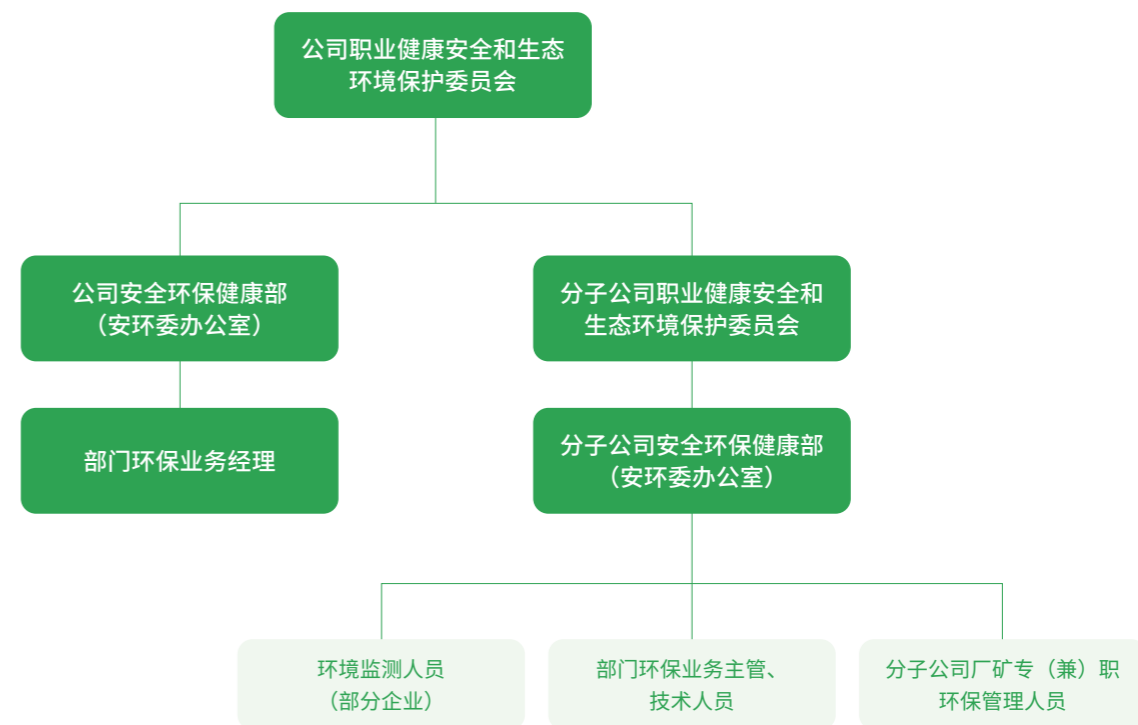 公司职业健康安全和生态
环境保护委员会
公司安全环保健康部
（安环委办公室）
分子公司职业健康安全和
生态环境保护委员会
部门环保业务经理
分子公司安全环保健康部
（安环委办公室）
环境监测人员
（部分企业）
部门环保业务主管、
技术人员
分子公司厂矿专（兼）职
环保管理人员